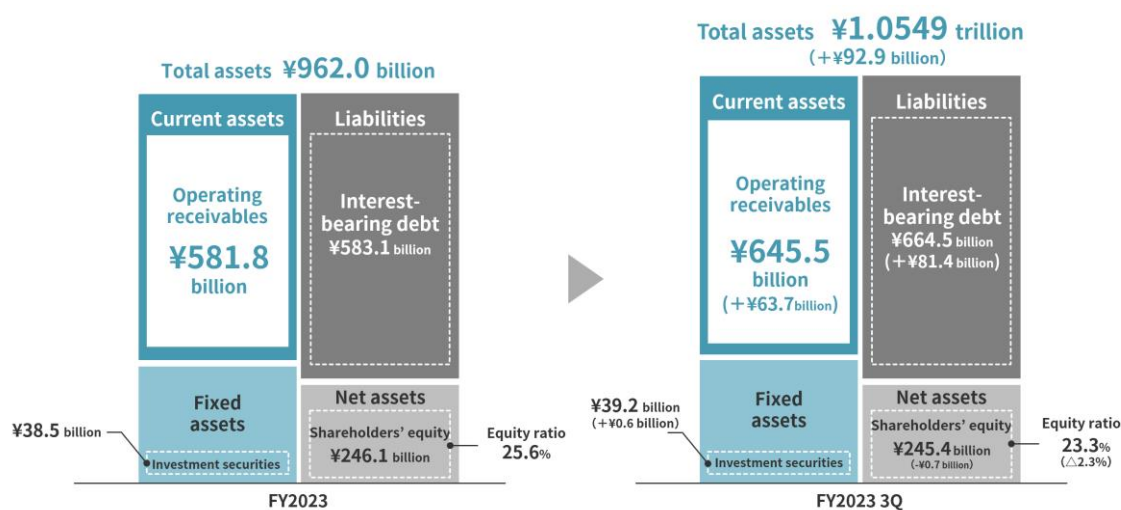 Total assets ¥962.0 billion
Current assets
Operating
receivables
¥581.8
billion
Fixed
assets
¥38.5 billion
Investment securities
Liabilities
Interest-
bearing debt
¥583.1 billion
Net assets
Shareholders' equity
¥246.1 billion
Equity ratio
25.6%
FY2023
Total assets ¥1.0549 trillion
(+¥92.9 billion)
Current assets
Operating
receivables
¥645.5
billion
(+¥63.7billion)
Fixed
assets
¥39.2 billion
(+¥0.6 billion)
Investment securities
Liabilities
Interest-
bearing debt
¥664.5 billion
(+¥81.4 billion)
Net assets
Shareholders' equity
¥245.4 billion
(-¥0.7 billion)
Equity ratio
23.3%
(△2.3%)
FY2023 3Q